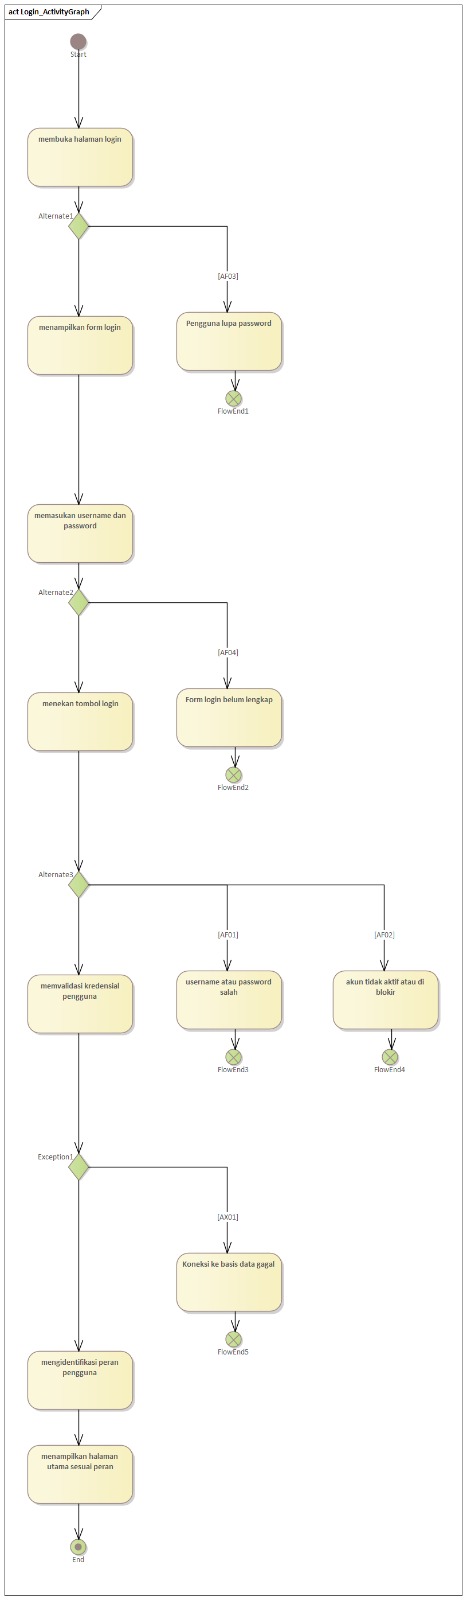 act Login_ActivityGraph
Start
membuka halaman login
Alternate1
[AF03]
menampilkan form login
Pengguna lupa password
FlowEnd1
memasukan username dan
password
Alternate2
[AF04]
menekan tombol login
Form login belum lengkap
FlowEnd2
Alternate3
[AF01]
[AF02]
memvalidasi kredensial
pengguna
username atau password
salah
akun tidak aktif atau di
blokir
FlowEnd3
FlowEnd4
Exception1
[AX01]
Koneksi ke basis data gagal
FlowEnd5
mengidentifikasi peran
pengguna
menampilkan halaman
utama sesuai peran
End